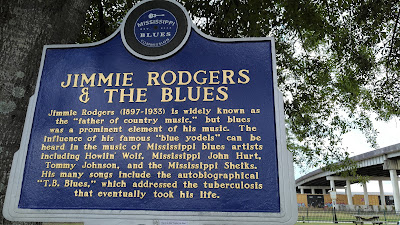 MISSISSIPPI
BLUES
JIMMIE RODGERS
& THE BLUES
Jimmie Rodgers (1897-1933) is widely known as
the "father of country music," but blues
was a prominent element of his music. The
influence of his famous "blue yodels" can be
heard in the music of Mississippi blues artists
including Howlin' Wolf, Mississippi John Hurt,
Tommy Johnson, and the Mississippi Sheiks.
His many songs include the autobiographical
"T.B. Blues," which addressed the tuberculosis
that eventually took his life.